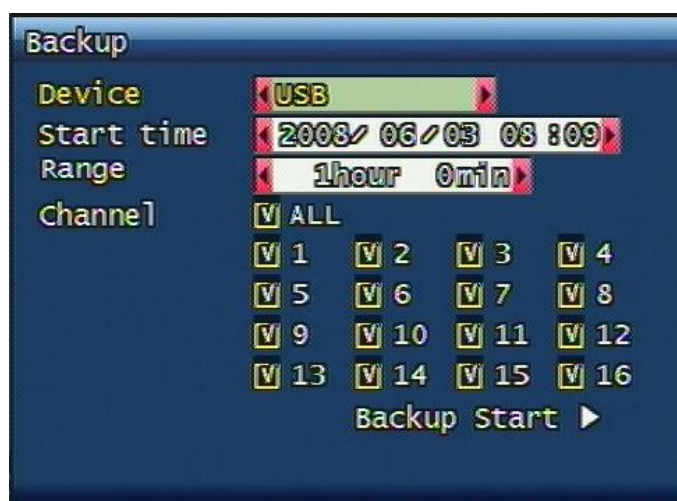 Backup
Device USB
Start time 2008/ 06/03 08:09
Range 1hour 0min
Channel V ALL
V 1 V 2 V 3 V 4
V 5 V 6 V 7 V 8
V 9 V 10 V 11 V 12
V 13 V 14 V 15 V 16
Backup Start